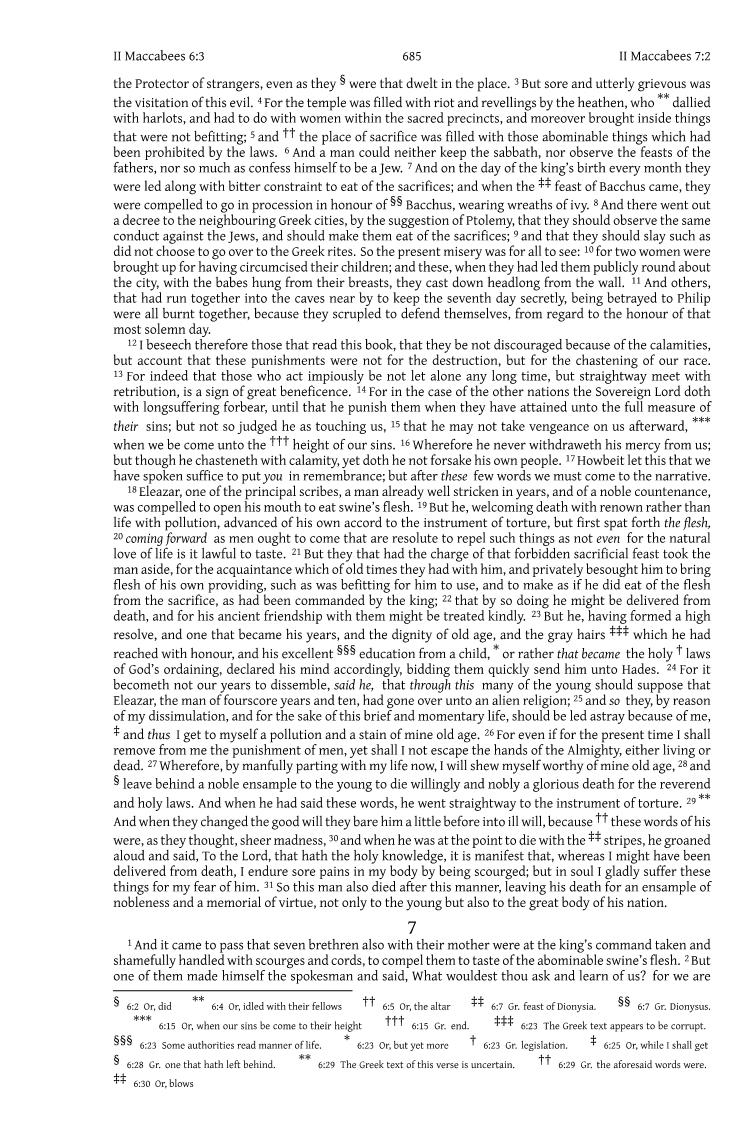 II Maccabees 6:3 685 II Maccabees 7:2
the Protector of strangers, even as they § were that dwelt in the place. 3 But sore and utterly grievous was
the visitation of this evil. 4 For the temple was filled with riot and revellings by the heathen, who ** dallied
with harlots, and had to do with women within the sacred precincts, and moreover brought inside things
that were not befitting; 5 and †† the place of sacrifice was filled with those abominable things which had
been prohibited by the laws. 6 And a man could neither keep the sabbath, nor observe the feasts of the
fathers, nor so much as confess himself to be a Jew. 7 And on the day of the king's birth every month they
were led along with bitter constraint to eat of the sacrifices; and when the ‡‡ feast of Bacchus came, they
were compelled to go in procession in honour of §§ Bacchus, wearing wreaths of ivy. 8 And there went out
a decree to the neighbouring Greek cities, by the suggestion of Ptolemy, that they should observe the same
conduct against the Jews, and should make them eat of the sacrifices; 9 and that they should slay such as
did not choose to go over to the Greek rites. So the present misery was for all to see: 10 for two women were
brought up for having circumcised their children; and these, when they had led them publicly round about
the city, with the babes hung from their breasts, they cast down headlong from the wall. 11 And others,
that had run together into the caves near by to keep the seventh day secretly, being betrayed to Philip
were all burnt together, because they scrupled to defend themselves, from regard to the honour of that
most solemn day.
12 I beseech therefore those that read this book, that they be not discouraged because of the calamities,
but account that these punishments were not for the destruction, but for the chastening of our race.
13 For indeed that those who act impiously be not let alone any long time, but straightway meet with
retribution, is a sign of great beneficence. 14 For in the case of the other nations the Sovereign Lord doth
with longsuffering forbear, until that he punish them when they have attained unto the full measure of
their sins; but not so judged he as touching us, 15 that he may not take vengeance on us afterward, ***
when we be come unto the ††† height of our sins. 16 Wherefore he never withdraweth his mercy from us;
but though he chasteneth with calamity, yet doth he not forsake his own people. 17 Howbeit let this that we
have spoken suffice to put you in remembrance; but after these few words we must come to the narrative.
18 Eleazar, one of the principal scribes, a man already well stricken in years, and of a noble countenance,
was compelled to open his mouth to eat swine's flesh. 19 But he, welcoming death with renown rather than
life with pollution, advanced of his own accord to the instrument of torture, but first spat forth the flesh,
20 coming forward as men ought to come that are resolute to repel such things as not even for the natural
love of life is it lawful to taste. 21 But they that had the charge of that forbidden sacrificial feast took the
man aside, for the acquaintance which of old times they had with him, and privately besought him to bring
flesh of his own providing, such as was befitting for him to use, and to make as if he did eat of the flesh
from the sacrifice, as had been commanded by the king; 22 that by so doing he might be delivered from
death, and for his ancient friendship with them might be treated kindly. 23 But he, having formed a high
resolve, and one that became his years, and the dignity of old age, and the gray hairs ‡‡‡ which he had
reached with honour, and his excellent §§§ education from a child, * or rather that became the holy † laws
of God's ordaining, declared his mind accordingly, bidding them quickly send him unto Hades. 24 For it
becometh not our years to dissemble, said he, that through this many of the young should suppose that
Eleazar, the man of fourscore years and ten, had gone over unto an alien religion; 25 and so they, by reason
of my dissimulation, and for the sake of this brief and momentary life, should be led astray because of me,
‡ and thus I get to myself a pollution and a stain of mine old age. 26 For even if for the present time I shall
remove from me the punishment of men, yet shall I not escape the hands of the Almighty, either living or
dead. 27 Wherefore, by manfully parting with my life now, I will shew myself worthy of mine old age, 28 and
§ leave behind a noble ensample to the young to die willingly and nobly a glorious death for the reverend
and holy laws. And when he had said these words, he went straightway to the instrument of torture. 29 **
And when they changed the good will they bare him a little before into ill will, because †† these words of his
were, as they thought, sheer madness, 30 and when he was at the point to die with the ‡‡ stripes, he groaned
aloud and said, To the Lord, that hath the holy knowledge, it is manifest that, whereas I might have been
delivered from death, I endure sore pains in my body by being scourged; but in soul I gladly suffer these
things for my fear of him. 31 So this man also died after this manner, leaving his death for an ensample of
nobleness and a memorial of virtue, not only to the young but also to the great body of his nation.
7
1 And it came to pass that seven brethren also with their mother were at the king's command taken and
shamefully handled with scourges and cords, to compel them to taste of the abominable swine's flesh. 2 But
one of them made himself the spokesman and said, What wouldest thou ask and learn of us? for we are
§ 6:2 Or, did ** 6:4 Or, idled with their fellows †† 6:5 Or, the altar ‡‡ 6:7 Gr. feast of Dionysia. §§ 6:7 Gr. Dionysus.
*** 6:15 Or, when our sins be come to their height ††† 6:15 Gr. end. ‡‡‡ 6:23 The Greek text appears to be corrupt.
§§§ 6:23 Some authorities read manner of life. * 6:23 Or, but yet more † 6:23 Gr. legislation. ‡ 6:25 Or, while I shall get
§ 6:28 Gr. one that hath left behind. ** 6:29 The Greek text of this verse is uncertain. †† 6:29 Gr. the aforesaid words were.
‡‡ 6:30 Or, blows